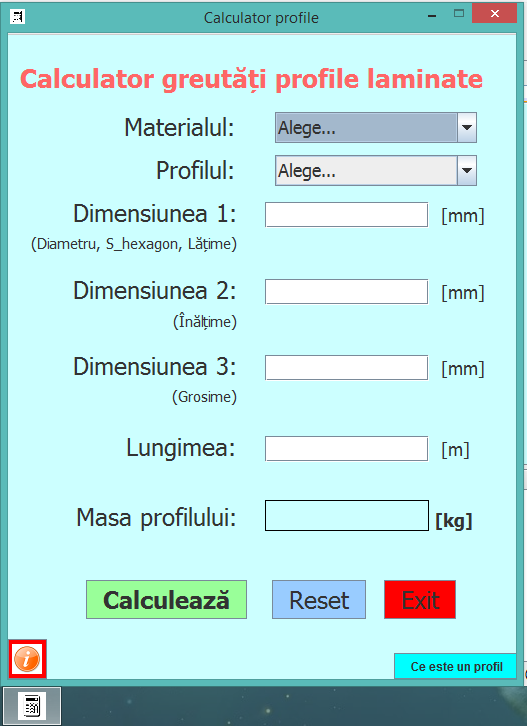 Calculator profile
Calculator greutăți profile laminate
Materialul: Alege...
Profilul: Alege...
Dimensiunea 1: [mm]
(Diametru, S_hexagon, Lățime)
Dimensiunea 2: [mm]
(Înălțime)
Dimensiunea 3: [mm]
(Grosime)
Lungimea: [m]
Masa profilului: [kg]
Calculează Reset Exit
i Ce este un profil